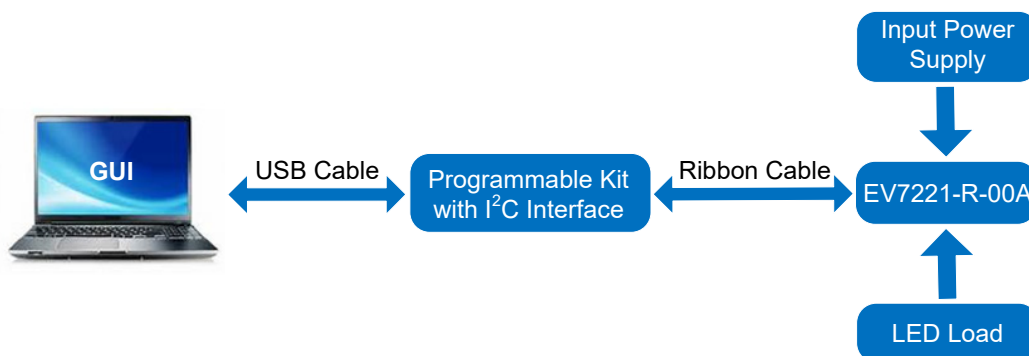 Input Power
Supply
GUI
USB Cable
Programmable Kit
with I²C Interface
Ribbon Cable
EV7221-R-00A
LED Load